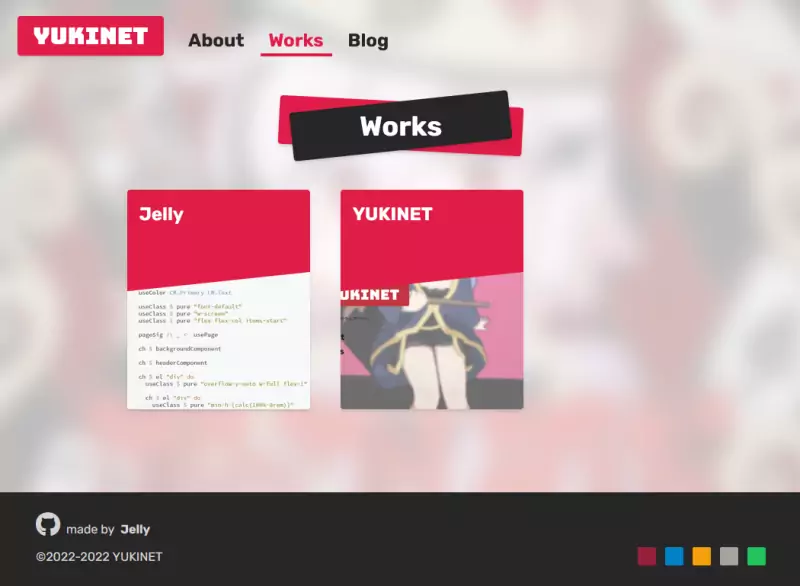 YUKINET
About Works Blog
Works
Jelly
YUKINET
useColor CM.Primary LM.Text
useClass $ pure "font-default"
useClass $ pure "w-screen"
useClass $ pure "flex flex-col items-start"
pageSig /\ _ <- usePage
ch $ backgroundComponent
ch $ headerComponent
ch $ el "div" do
useClass $ pure "overflow-y-auto w-full flex-1"
ch $ el "div" do
useClass $ pure "min-h-[calc(100%-8rem)]"
UKINET
made by Jelly
©2022-2022 YUKINET